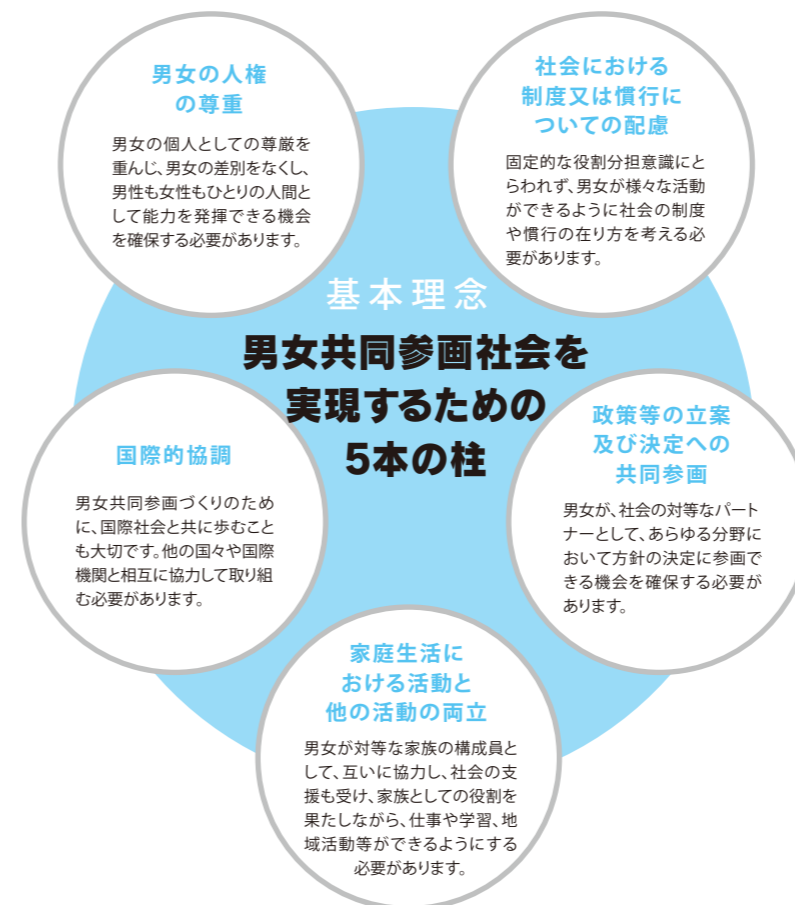 男女の人権
の尊重
男女の個人としての尊厳を
重んじ、男女の差別をなくし、
男性も女性もひとりの人間と
して能力を発揮できる機会
を確保する必要があります。
社会における
制度又は慣行に
ついての配慮
固定的な役割分担意識にと
らわれず、男女が様々な活動
ができるように社会の制度
や慣行の在り方を考える必
要があります。
基本理念
男女共同参画社会を
実現するための
5本の柱
国際的協調
男女共同参画づくりのため
に、国際社会と共に歩むこと
も大切です。他の国々や国際
機関と相互に協力して取り組
む必要があります。
政策等の立案
及び決定への
共同参画
男女が、社会の対等なパート
ナーとして、あらゆる分野に
おいて方針の決定に参画で
きる機会を確保する必要が
あります。
家庭生活に
おける活動と
他の活動の両立
男女が対等な家族の構成員と
して、互いに協力し、社会の支
援も受け、家族としての役割を
果たしながら、仕事や学習、地
域活動等ができるようにする
必要があります。